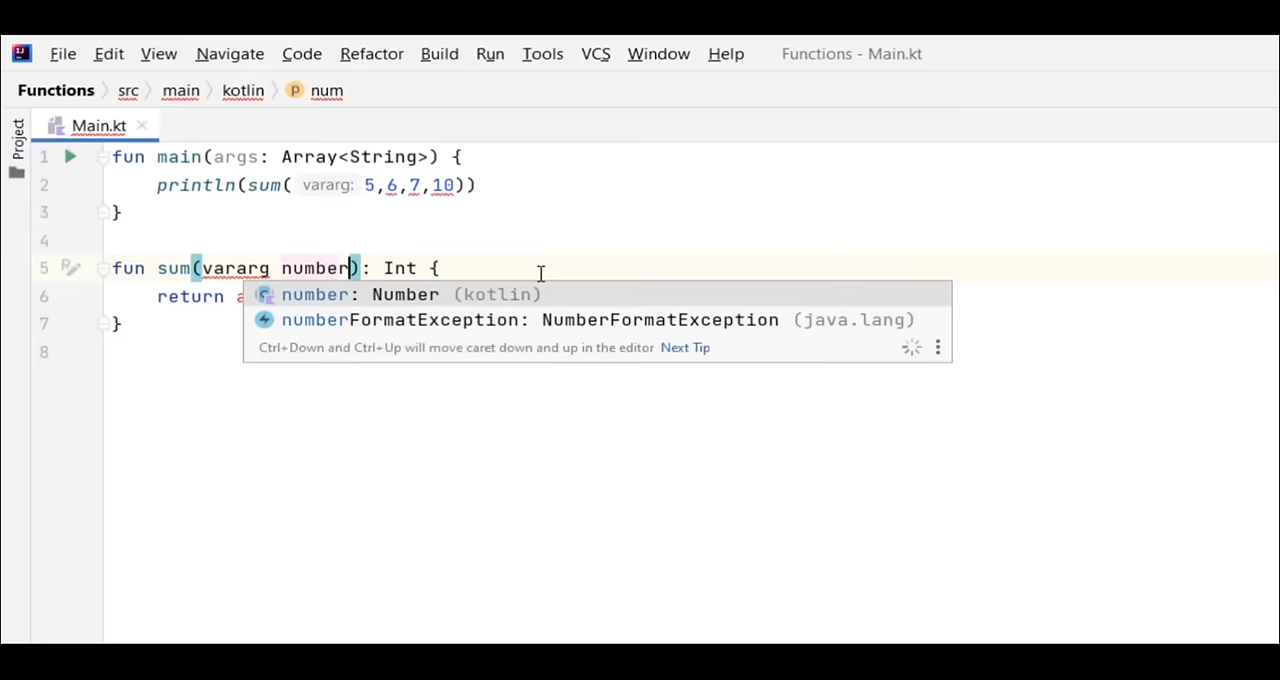 File Edit View Navigate Code Refactor Build Run Tools VCS Window Help Functions - Main.kt
Functions src main kotlin p num
Project
Main.kt
1 fun main(args: Array<String>) {
2 println(sum( vararg: 5,6,7,10))
3 }
4
5 fun sum(vararg number): Int {
6 return a
number: Number (kotlin)
7 }
numberFormatException: NumberFormatException (java.lang)
8
Ctrl+Down and Ctrl+Up will move caret down and up in the editor Next Tip